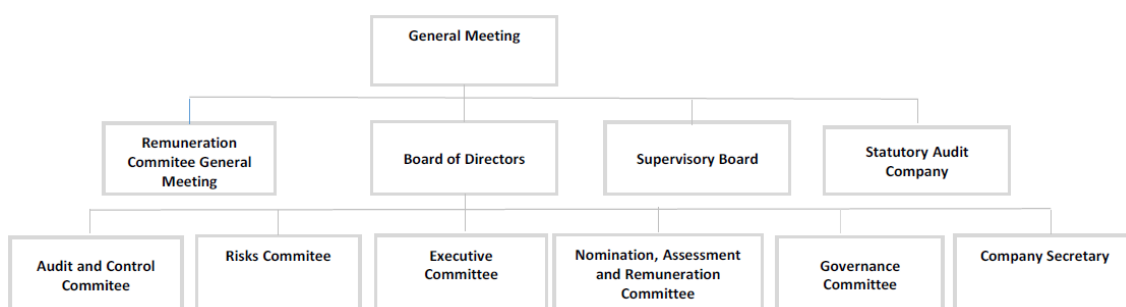 General Meeting
Remuneration
Commitee General
Meeting
Board of Directors
Supervisory Board
Statutory Audit
Company
Audit and Control
Commitee
Risks Commitee
Executive
Committee
Nomination, Assessment
and Remuneration
Committee
Governance
Committee
Company Secretary